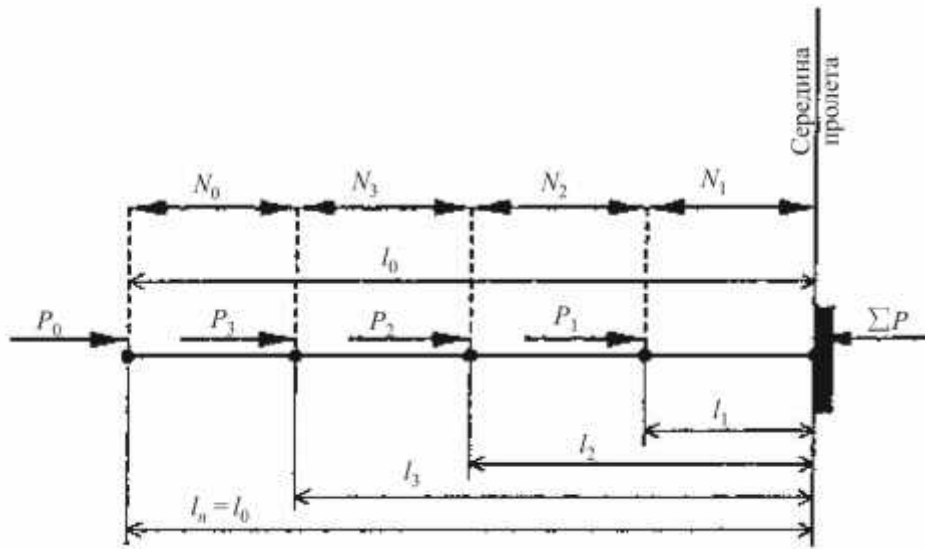 Середина
пролета
N₀ N₃ N₂ N₁
l₀
P₀ P₃ P₂ P₁ ∑P
l₁
l₂
l₃
lₙ = l₀